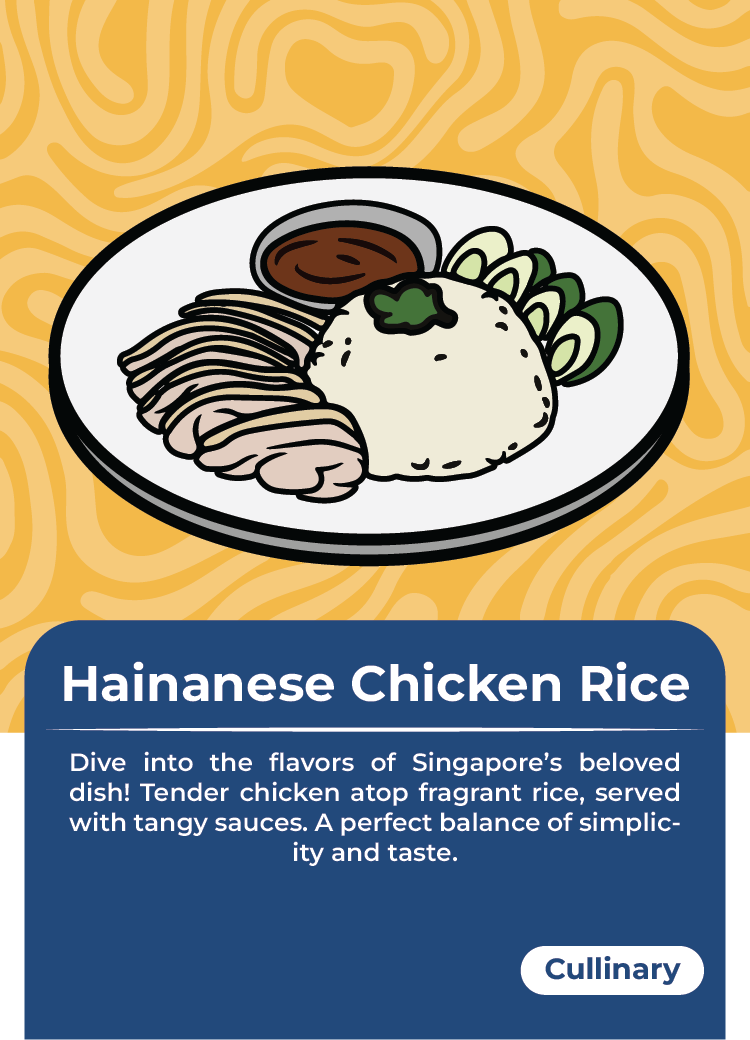 Hainanese Chicken Rice
Dive into the flavors of Singapore’s beloved
dish! Tender chicken atop fragrant rice, served
with tangy sauces. A perfect balance of simplic-
ity and taste.
Cullinary